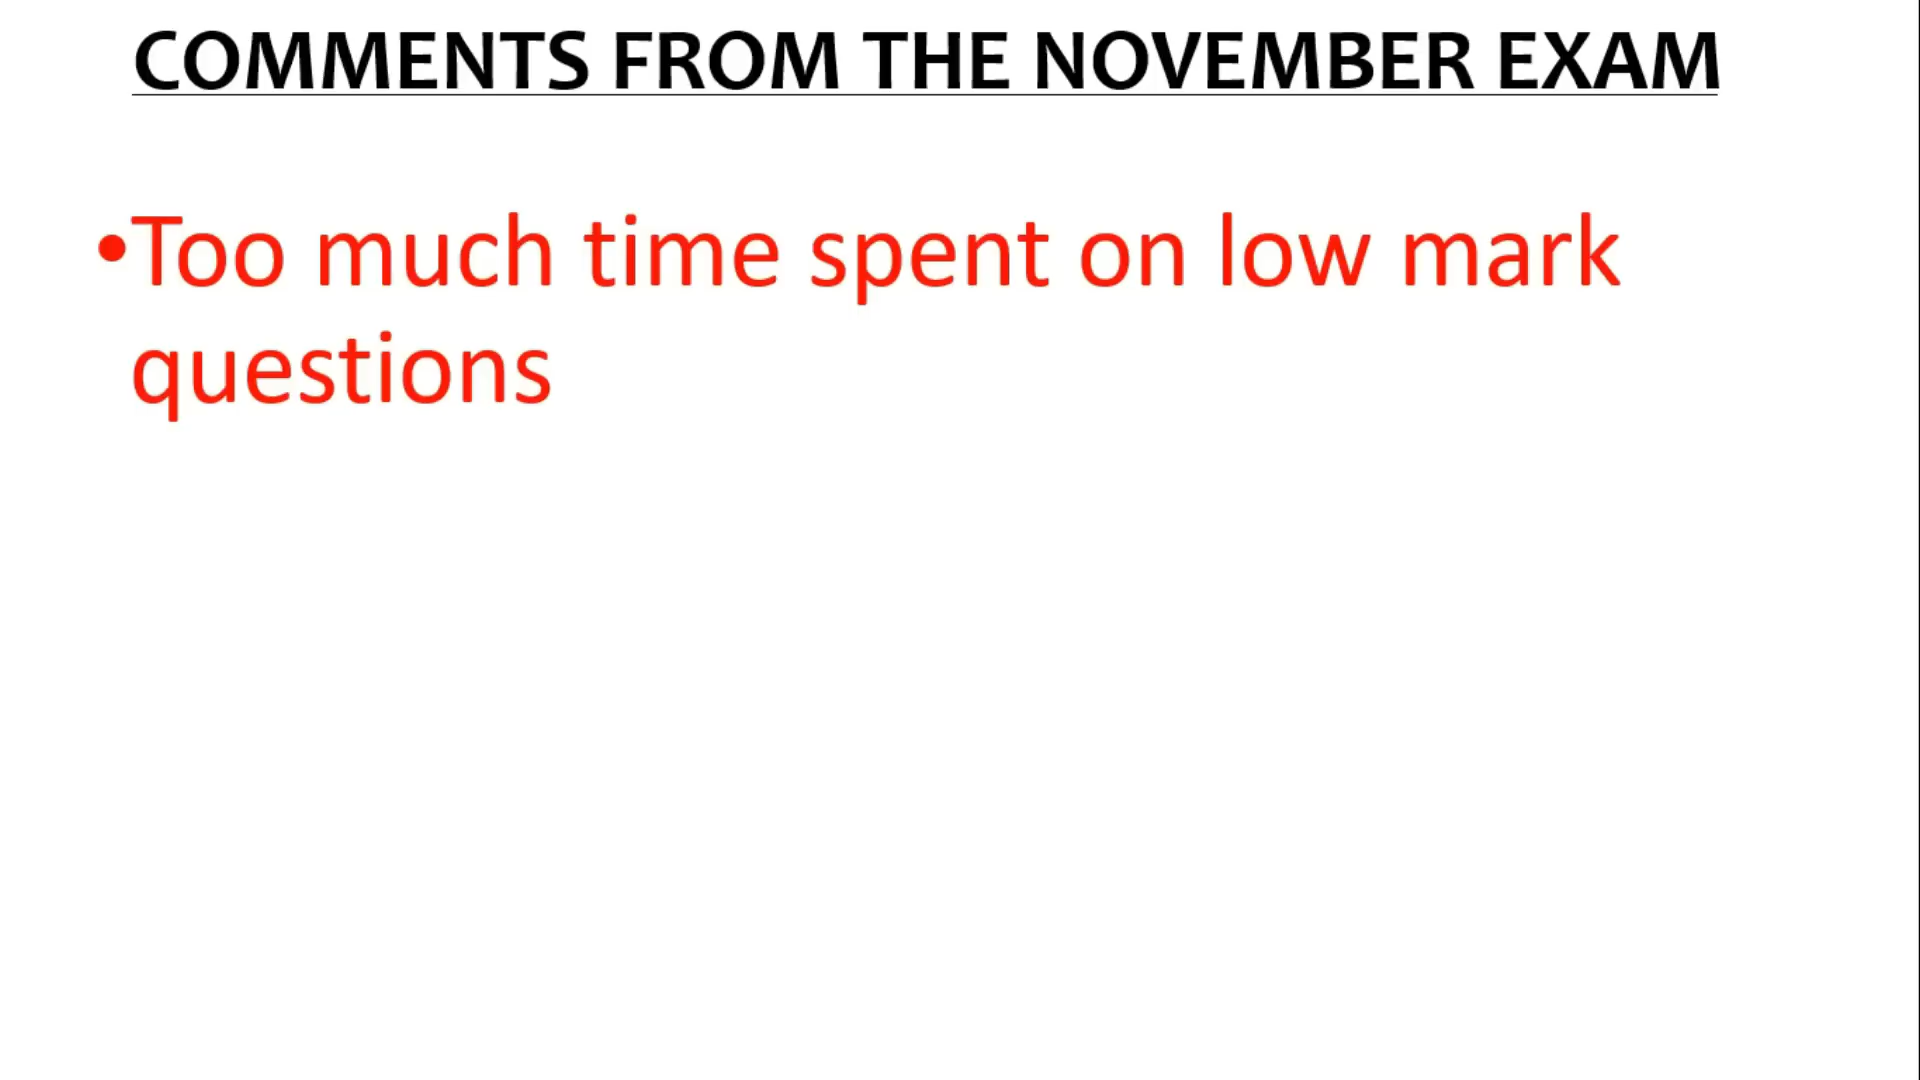 COMMENTS FROM THE NOVEMBER EXAM
•Too much time spent on low mark
questions